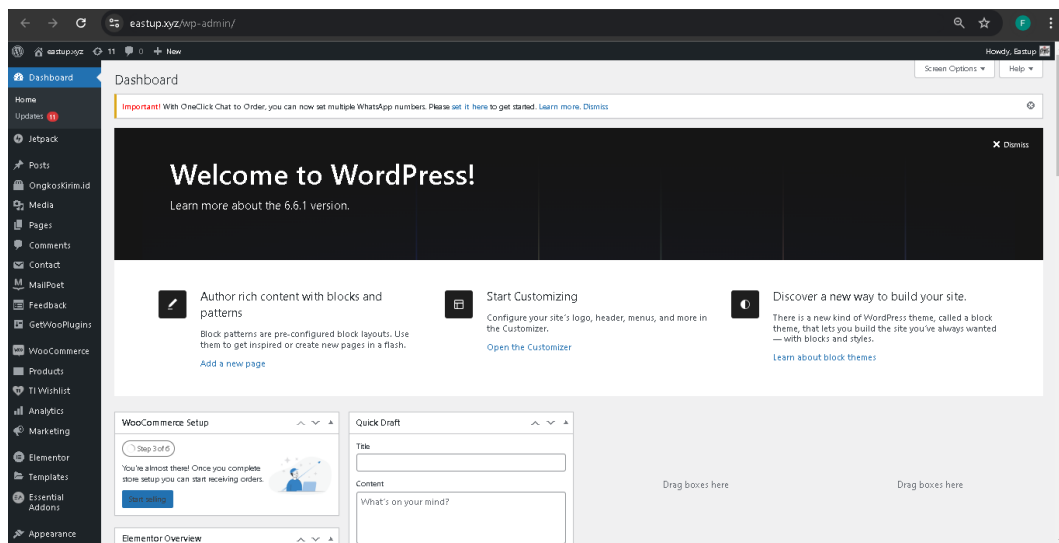 eastup.xyz/wp-admin/
F
eastup.xyz 11 0 + New
Howdy, Eastup
Dashboard
Home
Updates 11
Jetpack
Posts
OngkosKirim.id
Media
Pages
Comments
Contact
MailPoet
Feedback
GetWooPlugins
WooCommerce
Products
TI Wishlist
Analytics
Marketing
Elementor
Templates
Essential
Addons
Appearance
Dashboard
Screen Options ▼
Help ▼
Important! With OneClick Chat to Order, you can now set multiple WhatsApp numbers. Please set it here to get started. Learn more. Dismiss
Dismiss
Welcome to WordPress!
Learn more about the 6.6.1 version.
Author rich content with blocks and
patterns
Block patterns are pre-configured block layouts. Use
them to get inspired or create new pages in a flash.
Add a new page
Start Customizing
Configure your site's logo, header, menus, and more in
the Customizer.
Open the Customizer
Discover a new way to build your site.
There is a new kind of WordPress theme, called a block
theme, that lets you build the site you've always wanted
— with blocks and styles.
Learn about block themes
WooCommerce Setup
Step 3 of 6
You're almost there! Once you complete
store setup you can start receiving orders.
Start selling
Elementor Overview
Quick Draft
Title
Content
What's on your mind?
Drag boxes here
Drag boxes here